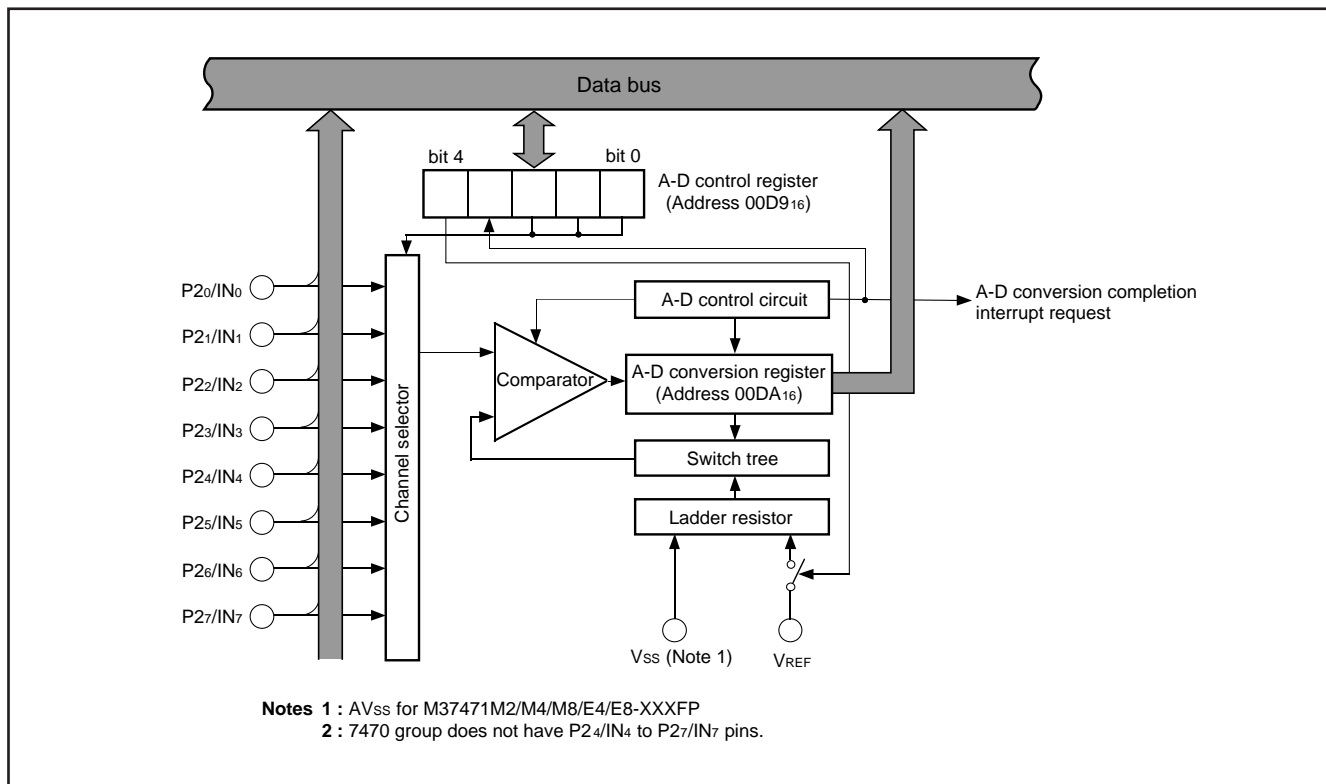 Data bus
bit 4
bit 0
A-D control register
(Address 00D916)
P20/IN0
P21/IN1
P22/IN2
P23/IN3
P24/IN4
P25/IN5
P26/IN6
P27/IN7
Channel selector
Comparator
A-D control circuit
A-D conversion register
(Address 00DA16)
Switch tree
Ladder resistor
A-D conversion completion
interrupt request
VSS (Note 1)
VREF
Notes 1 : AVSS for M37471M2/M4/M8/E4/E8-XXXFP
2 : 7470 group does not have P24/IN4 to P27/IN7 pins.